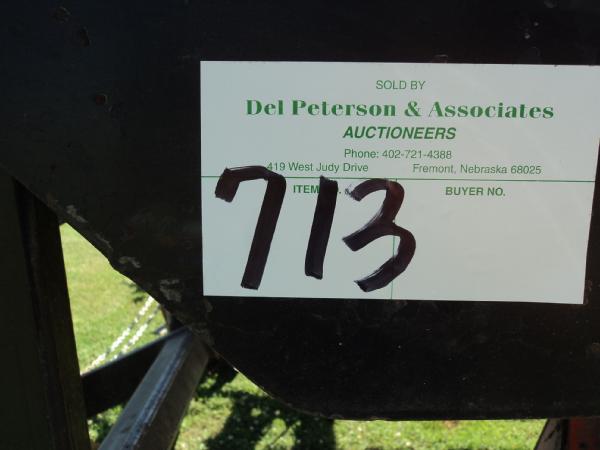 SOLD BY
Del Peterson & Associates
AUCTIONEERS
Phone: 402-721-4388
419 West Judy Drive Fremont, Nebraska 68025
ITEM NO. BUYER NO.
713